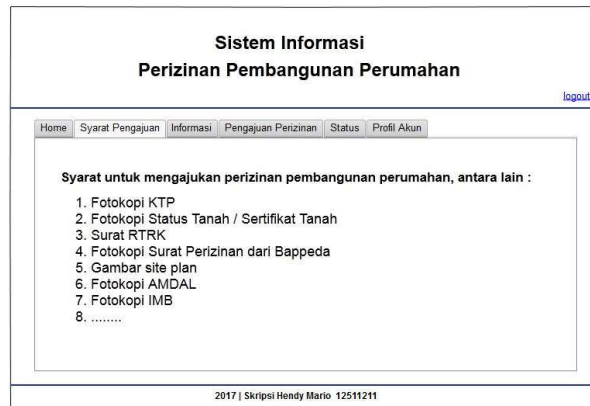 Sistem Informasi
Perizinan Pembangunan Perumahan
logout
Home Syarat Pengajuan Informasi Pengajuan Perizinan Status Profil Akun
Syarat untuk mengajukan perizinan pembangunan perumahan, antara lain :
1. Fotokopi KTP
2. Fotokopi Status Tanah / Sertifikat Tanah
3. Surat RTRK
4. Fotokopi Surat Perizinan dari Bappeda
5. Gambar site plan
6. Fotokopi AMDAL
7. Fotokopi IMB
8. ........
2017 | Skripsi Hendy Mario 12511211